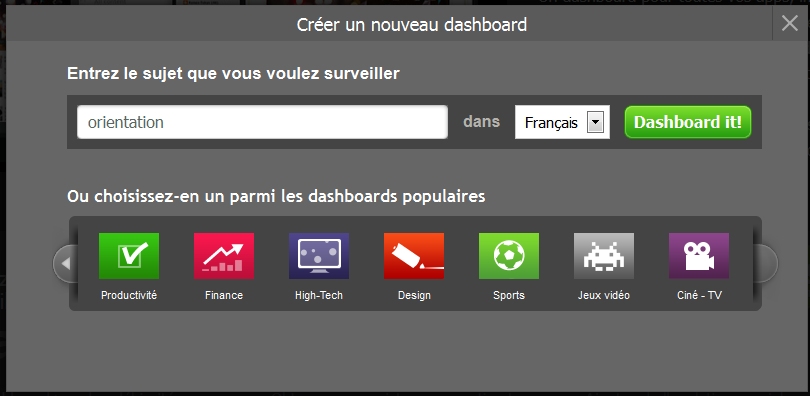 Créer un nouveau dashboard
Entrez le sujet que vous voulez surveiller
orientation dans Français Dashboard it!
Ou choisissez-en un parmi les dashboards populaires
Productivité Finance High-Tech Design Sports Jeux vidéo Ciné - TV